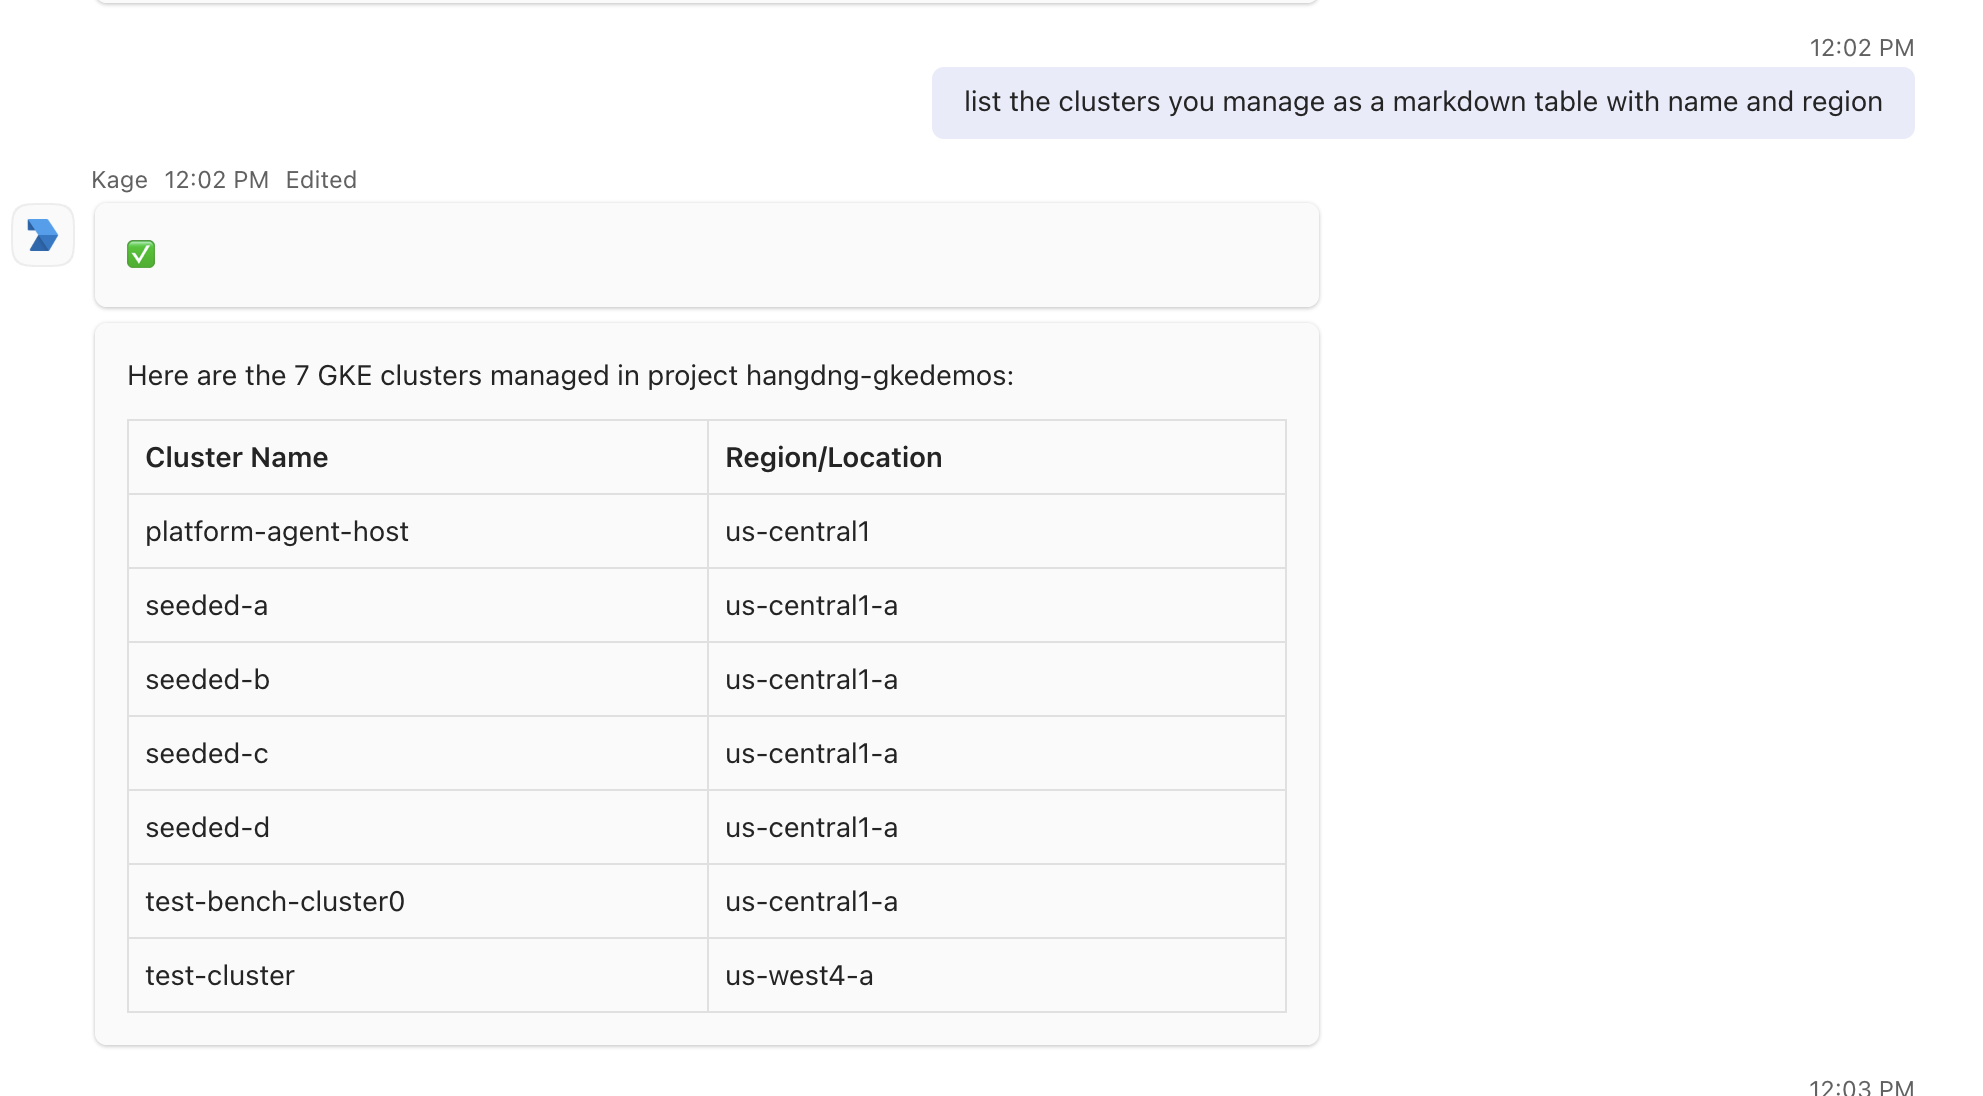 12:02 PM
list the clusters you manage as a markdown table with name and region
Kage 12:02 PM Edited
✅
Here are the 7 GKE clusters managed in project hangdng-gkedemos:
Cluster Name Region/Location
platform-agent-host us-central1
seeded-a us-central1-a
seeded-b us-central1-a
seeded-c us-central1-a
seeded-d us-central1-a
test-bench-cluster0 us-central1-a
test-cluster us-west4-a
12:03 PM